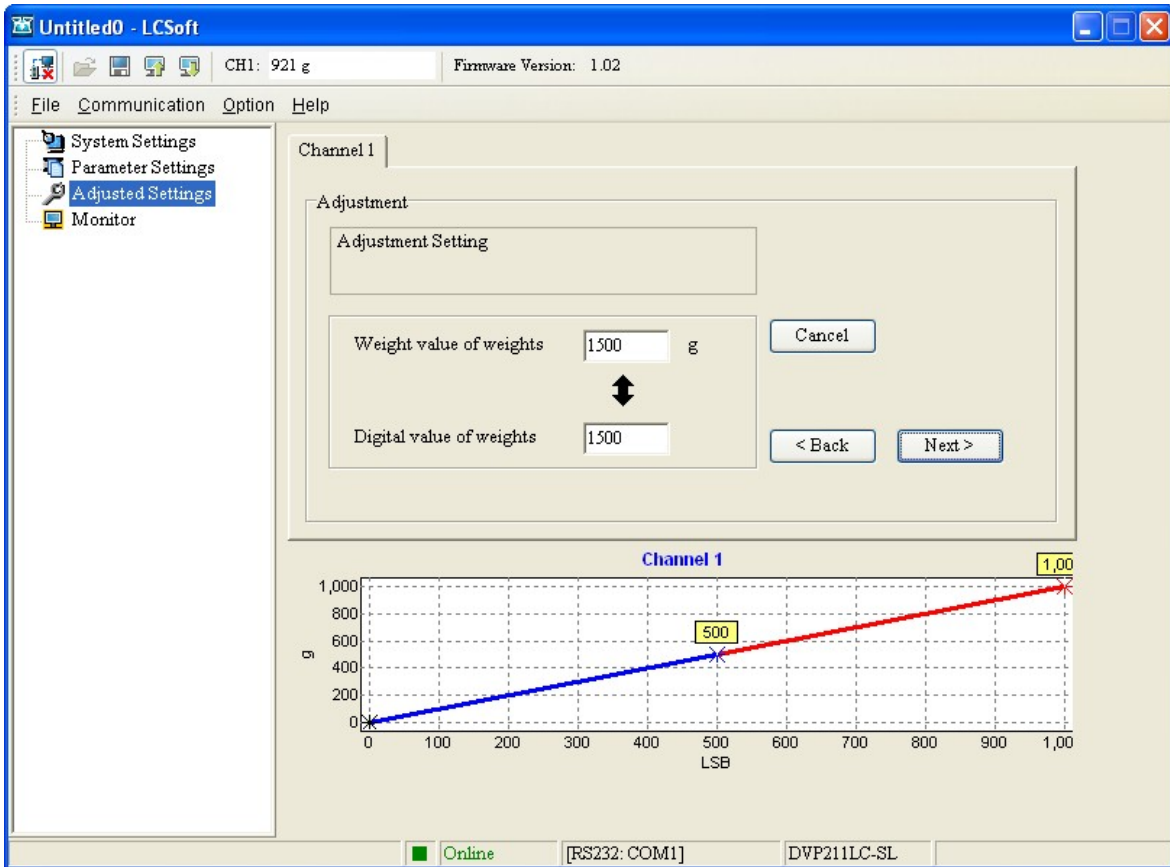 Untitled0 - LCSoft
CH1: 921 g
Firmware Version: 1.02
File Communication Option Help
System Settings
Parameter Settings
Adjusted Settings
Monitor
Channel 1
Adjustment
Adjustment Setting
Weight value of weights 1500 g
Cancel
Digital value of weights 1500
< Back Next >
Channel 1
1,00
1,000
800
600
500
400
200
0
g
0 100 200 300 400 500 600 700 800 900 1,00
LSB
Online [RS232: COM1] DVP211LC-SL